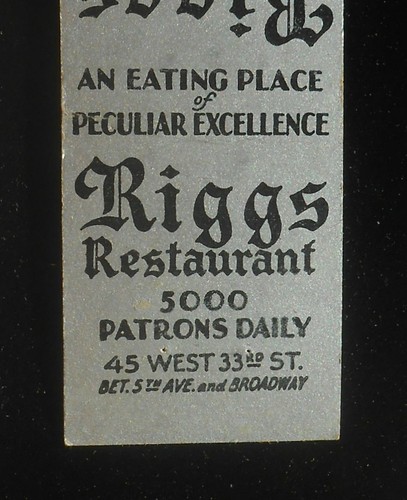 Riggs
AN EATING PLACE
of
PECULIAR EXCELLENCE
Riggs
Restaurant
5000
PATRONS DAILY
45 WEST 33RD ST.
BET. 5TH AVE. and BROADWAY